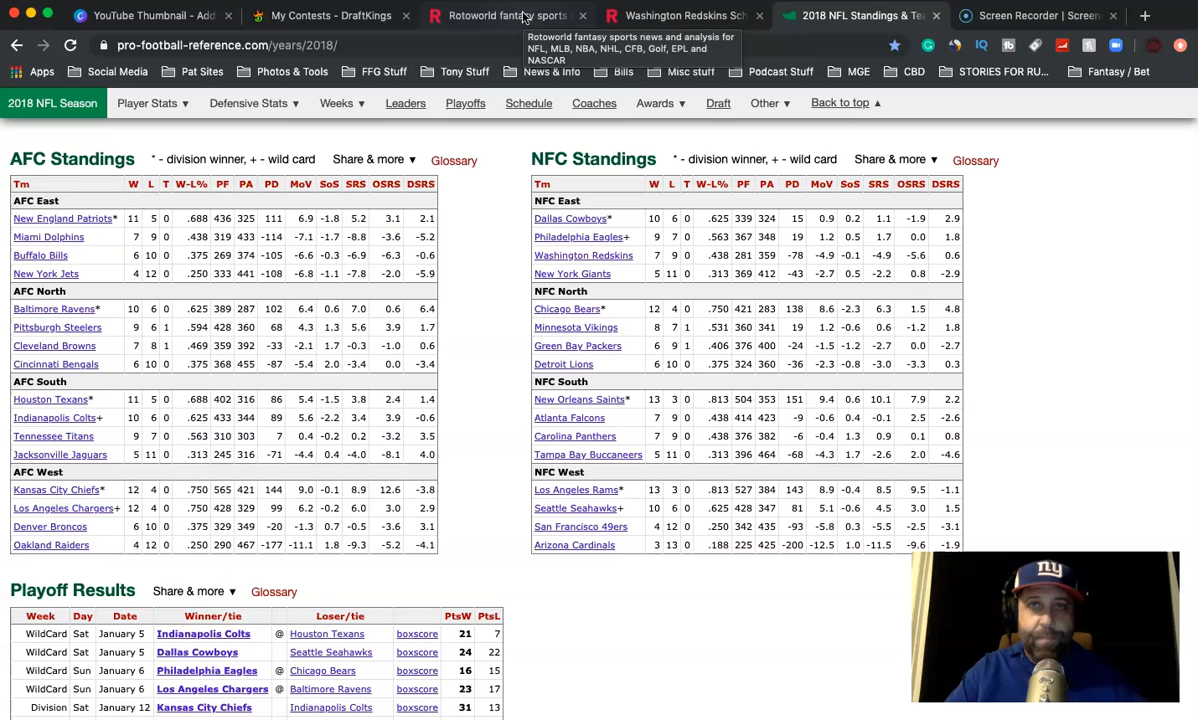 YouTube Thumbnail - Add
My Contests - DraftKings
Rotoworld fantasy sports
Washington Redskins Sch
2018 NFL Standings & Te
Screen Recorder | Screen
pro-football-reference.com/years/2018/
Rotoworld fantasy sports news and analysis for
NFL, MLB, NBA, NHL, CFB, Golf, EPL and
NASCAR
Apps Social Media Pat Sites Photos & Tools FFG Stuff Tony Stuff News & Info Bills Misc stuff Podcast Stuff MGE CBD STORIES FOR RU... Fantasy / Bet
2018 NFL Season Player Stats ▼ Defensive Stats ▼ Weeks ▼ Leaders Playoffs Schedule Coaches Awards ▼ Draft Other ▼ Back to top ▲
AFC Standings * - division winner, + - wild card Share & more ▼ Glossary
Tm W L T W-L% PF PA PD MoV SoS SRS OSRS DSRS
AFC East
New England Patriots* 11 5 0 .688 436 325 111 6.9 -1.8 5.2 3.1 2.1
Miami Dolphins 7 9 0 .438 319 433 -114 -7.1 -1.7 -8.8 -3.6 -5.2
Buffalo Bills 6 10 0 .375 269 374 -105 -6.6 -0.3 -6.9 -6.3 -0.6
New York Jets 4 12 0 .250 333 441 -108 -6.8 -1.1 -7.8 -2.0 -5.9
AFC North
Baltimore Ravens* 10 6 0 .625 389 287 102 6.4 0.6 7.0 0.6 6.4
Pittsburgh Steelers 9 6 1 .594 428 360 68 4.3 1.3 5.6 3.9 1.7
Cleveland Browns 7 8 1 .469 359 392 -33 -2.1 1.7 -0.3 -1.0 0.6
Cincinnati Bengals 6 10 0 .375 368 455 -87 -5.4 2.0 -3.4 0.0 -3.4
AFC South
Houston Texans* 11 5 0 .688 402 316 86 5.4 -1.5 3.8 2.4 1.4
Indianapolis Colts+ 10 6 0 .625 433 344 89 5.6 -2.2 3.4 3.9 -0.6
Tennessee Titans 9 7 0 .563 310 303 7 0.4 -0.2 0.2 -3.2 3.5
Jacksonville Jaguars 5 11 0 .313 245 316 -71 -4.4 0.4 -4.0 -8.1 4.0
AFC West
Kansas City Chiefs* 12 4 0 .750 565 421 144 9.0 -0.1 8.9 12.6 -3.8
Los Angeles Chargers+ 12 4 0 .750 428 329 99 6.2 -0.2 6.0 3.0 2.9
Denver Broncos 6 10 0 .375 329 349 -20 -1.3 0.7 -0.5 -3.6 3.1
Oakland Raiders 4 12 0 .250 290 467 -177 -11.1 1.8 -9.3 -5.2 -4.1
NFC Standings * - division winner, + - wild card Share & more ▼ Glossary
Tm W L T W-L% PF PA PD MoV SoS SRS OSRS DSRS
NFC East
Dallas Cowboys* 10 6 0 .625 339 324 15 0.9 0.2 1.1 -1.9 2.9
Philadelphia Eagles+ 9 7 0 .563 367 348 19 1.2 0.5 1.7 0.0 1.8
Washington Redskins 7 9 0 .438 281 359 -78 -4.9 -0.1 -4.9 -5.6 0.6
New York Giants 5 11 0 .313 369 412 -43 -2.7 0.5 -2.2 0.8 -2.9
NFC North
Chicago Bears* 12 4 0 .750 421 283 138 8.6 -2.3 6.3 1.5 4.8
Minnesota Vikings 8 7 1 .531 360 341 19 1.2 -0.6 0.6 -1.2 1.8
Green Bay Packers 6 9 1 .406 376 400 -24 -1.5 -1.2 -2.7 0.0 -2.7
Detroit Lions 6 10 0 .375 324 360 -36 -2.3 -0.8 -3.0 -3.3 0.3
NFC South
New Orleans Saints* 13 3 0 .813 504 353 151 9.4 0.6 10.1 7.9 2.2
Atlanta Falcons 7 9 0 .438 414 423 -9 -0.6 0.4 -0.1 2.5 -2.6
Carolina Panthers 7 9 0 .438 376 382 -6 -0.4 1.3 0.9 0.1 0.8
Tampa Bay Buccaneers 5 11 0 .313 396 464 -68 -4.3 1.7 -2.6 2.0 -4.6
NFC West
Los Angeles Rams* 13 3 0 .813 527 384 143 8.9 -0.4 8.5 9.5 -1.1
Seattle Seahawks+ 10 6 0 .625 428 347 81 5.1 -0.6 4.5 3.0 1.5
San Francisco 49ers 4 12 0 .250 342 435 -93 -5.8 0.3 -5.5 -2.5 -3.1
Arizona Cardinals 3 13 0 .188 225 425 -200 -12.5 1.0 -11.5 -9.6 -1.9
Playoff Results Share & more ▼ Glossary
Week Day Date Winner/tie Loser/tie PtsW PtsL
WildCard Sat January 5 Indianapolis Colts @ Houston Texans boxscore 21 7
WildCard Sat January 5 Dallas Cowboys Seattle Seahawks boxscore 24 22
WildCard Sun January 6 Philadelphia Eagles @ Chicago Bears boxscore 16 15
WildCard Sun January 6 Los Angeles Chargers @ Baltimore Ravens boxscore 23 17
Division Sat January 12 Kansas City Chiefs Indianapolis Colts boxscore 31 13
ny